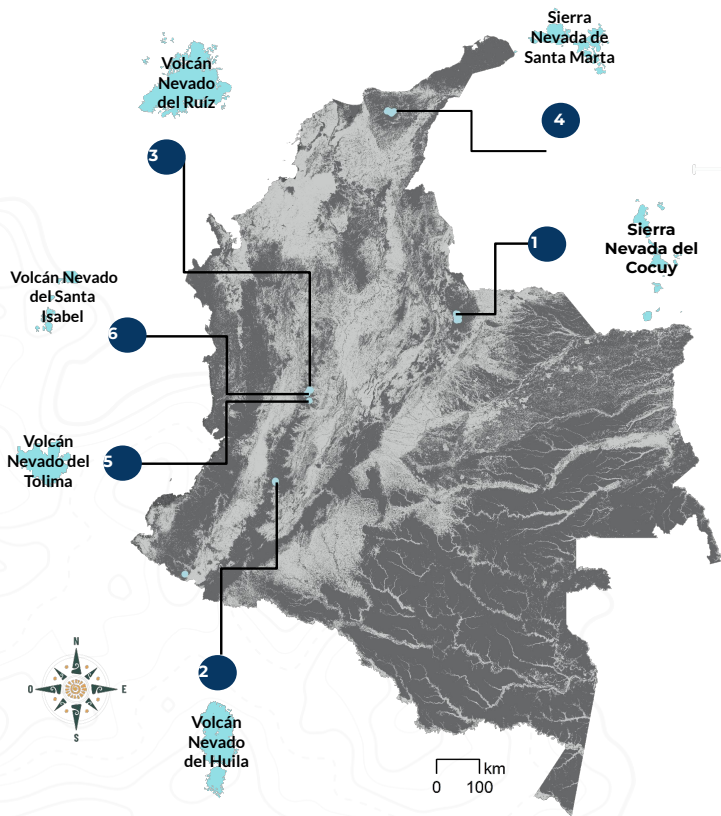 Sierra
Nevada de
Santa Marta
Volcán
Nevado
del Ruíz
4
3
1
Sierra
Nevada del
Cocuy
Volcán Nevado
del Santa
Isabel
6
Volcán
Nevado del
Tolima
5
N
O
E
S
2
Volcán
Nevado
del Huila
km
0 100